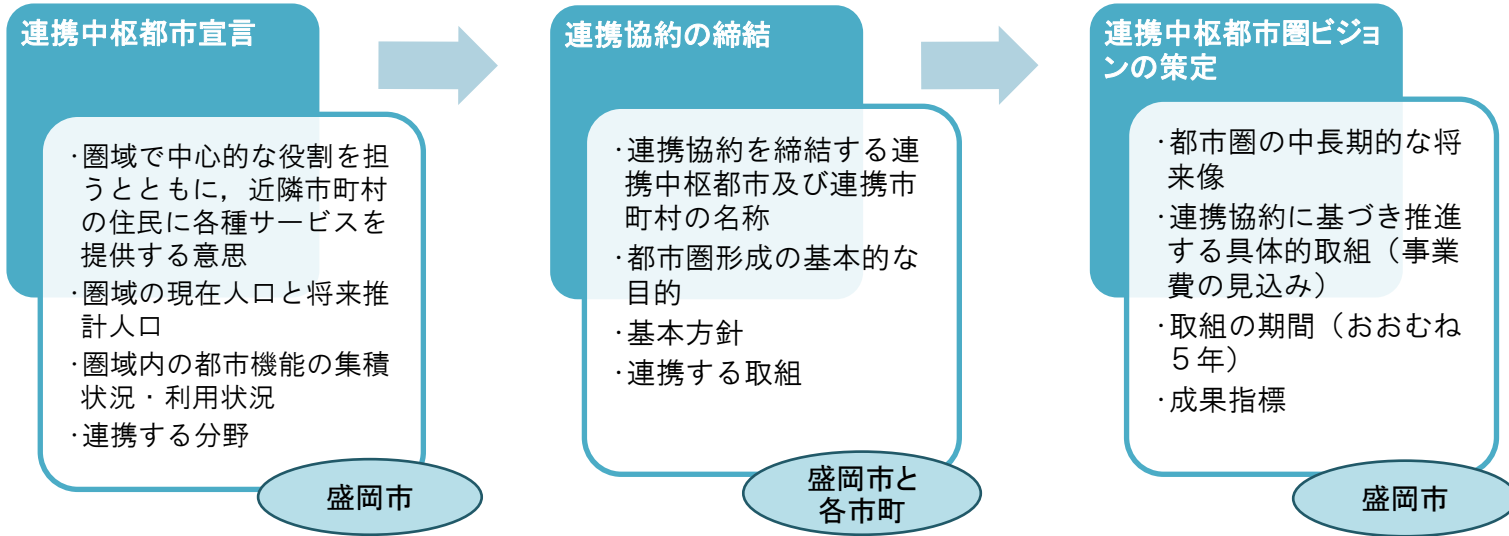 連携中枢都市宣言
・圏域で中心的な役割を担
うとともに，近隣市町村
の住民に各種サービスを
提供する意思
・圏域の現在人口と将来推
計人口
・圏域内の都市機能の集積
状況・利用状況
・連携する分野
盛岡市
連携協約の締結
・連携協約を締結する連
携中枢都市及び連携市
町村の名称
・都市圏形成の基本的な
目的
・基本方針
・連携する取組
盛岡市と
各市町
連携中枢都市圏ビジョ
ンの策定
・都市圏の中長期的な将
来像
・連携協約に基づき推進
する具体的取組（事業
費の見込み）
・取組の期間（おおむね
５年）
・成果指標
盛岡市